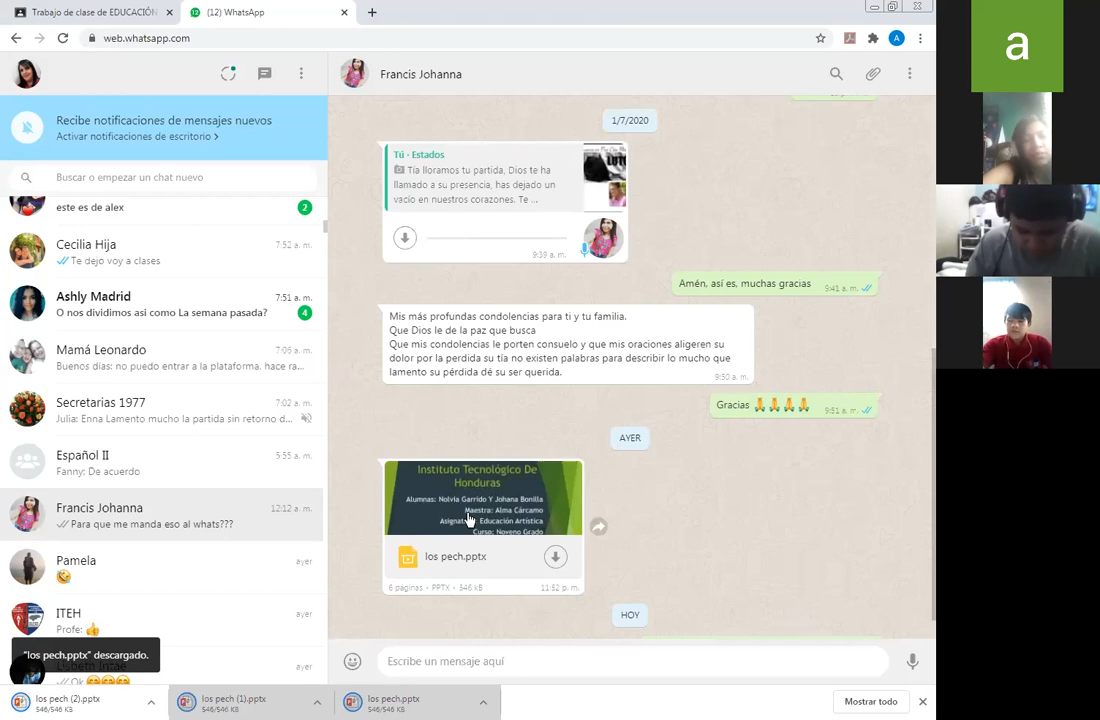 Trabajo de clase de EDUCACIÓN
(12) WhatsApp
web.whatsapp.com
A
a
Francis Johanna
Recibe notificaciones de mensajes nuevos
Activar notificaciones de escritorio
Buscar o empezar un chat nuevo
este es de alex
2
Cecilia Hija
7:52 a. m.
Te dejo voy a clases
Ashly Madrid
7:51 a. m.
O nos dividimos asi como La semana pasada?
4
Mamá Leonardo
7:06 a. m.
Buenos días: no puedo entrar a la plataforma. hace ra...
Secretarias 1977
7:02 a. m.
Julia: Enna Lamento mucho la partida sin retorno d...
Español II
5:55 a. m.
Fanny: De acuerdo
Francis Johanna
12:12 a. m.
Para que me manda eso al whats???
Pamela
ayer
ITEH
ayer
Profe:
ayer
Ok
"los pech.pptx" descargado.
1/7/2020
Tú · Estados
Tía lloramos tu partida, Dios te ha
llamado a su presencia, has dejado un
vacio en nuestros corazones. Te ...
9:39 a. m.
Amén, así es, muchas gracias
9:41 a. m.
Mis más profundas condolencias para ti y tu familia.
Que Dios le de la paz que busca
Que mis condolencias le porten consuelo y que mis oraciones aligeren su
dolor por la perdida su tía no existen palabras para describir lo mucho que
lamento su pérdida dé su ser querida.
9:50 a. m.
Gracias 🙏🙏🙏🙏
9:51 a. m.
AYER
Instituto Tecnológico De
Honduras
Alumnas: Nolvia Garrido Y Johana Bonilla
Maestra: Alma Cárcamo
Educación Artística
Curso: Noveno Grado
los pech.pptx
6 páginas • PPTX • 546 kB
11:52 p. m.
HOY
Escribe un mensaje aquí
los pech (2).pptx
546/546 KB
los pech (1).pptx
546/546 KB
los pech.pptx
546/546 KB
Mostrar todo